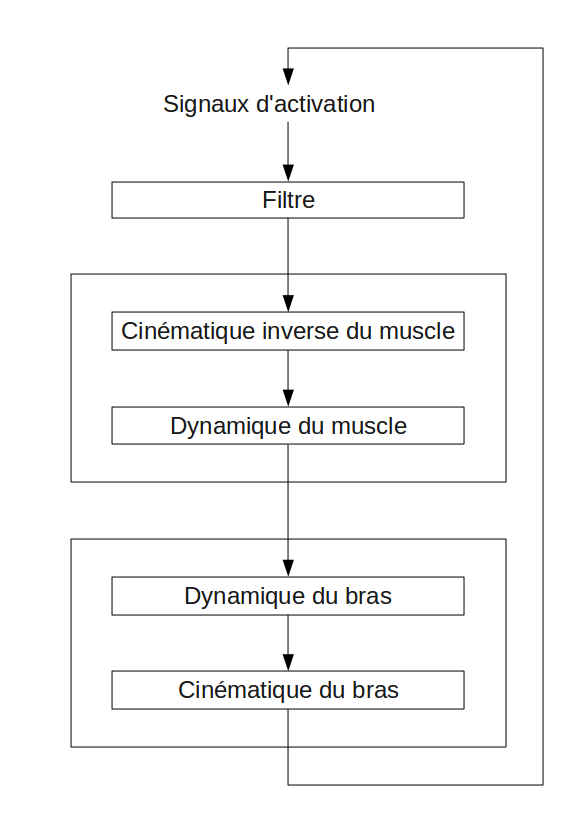 Signaux d'activation
Filtre
Cinématique inverse du muscle
Dynamique du muscle
Dynamique du bras
Cinématique du bras